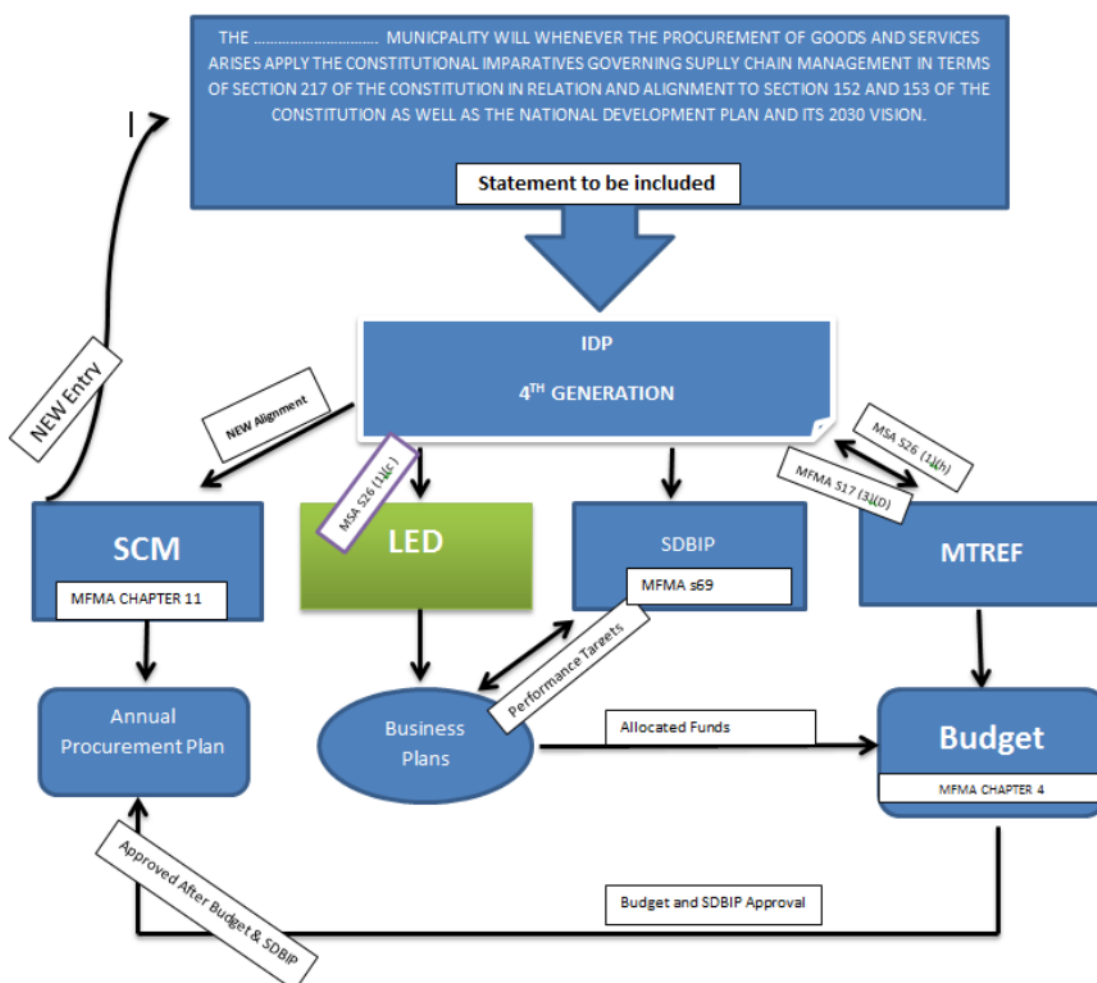 THE ................................ MUNICPALITY WILL WHENEVER THE PROCUREMENT OF GOODS AND SERVICES
ARISES APPLY THE CONSTITUTIONAL IMPARATIVES GOVERNING SUPLLY CHAIN MANAGEMENT IN TERMS
OF SECTION 217 OF THE CONSTITUTION IN RELATION AND ALIGNMENT TO SECTION 152 AND 153 OF THE
CONSTITUTION AS WELL AS THE NATIONAL DEVELOPMENT PLAN AND ITS 2030 VISION.
Statement to be included
IDP
4TH GENERATION
NEW Entry
NEW Alignment
MSA S26 (1)(c )
MSA S26 (1)(h)
MFMA S17 (3)(D)
SCM
MFMA CHAPTER 11
LED
SDBIP
MFMA s69
MTREF
Performance Targets
Annual
Procurement Plan
Business
Plans
Allocated Funds
Budget
MFMA CHAPTER 4
Approved After Budget & SDBIP
Budget and SDBIP Approval